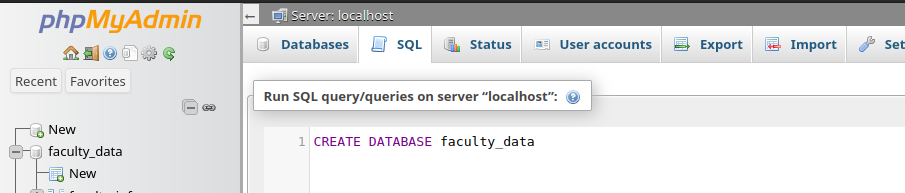 phpMyAdmin
Recent Favorites
New
faculty_data
New
Server: localhost
Databases SQL Status User accounts Export Import Set
Run SQL query/queries on server “localhost”:
1 CREATE DATABASE faculty_data